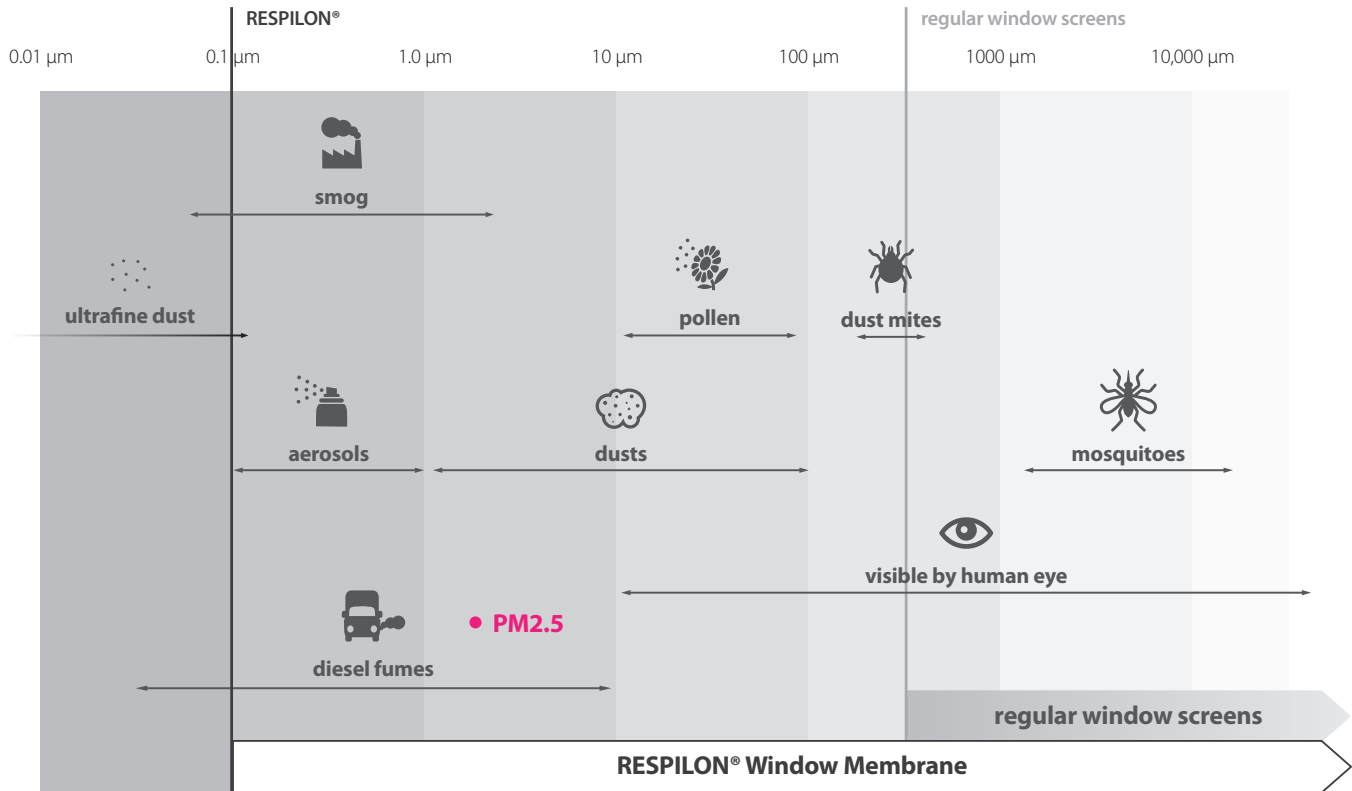 RESPILON®
regular window screens
0.01 µm
0.1 µm
1.0 µm
10 µm
100 µm
1000 µm
10,000 µm
smog
ultrafine dust
pollen
dust mites
aerosols
dusts
mosquitoes
visible by human eye
PM2.5
diesel fumes
regular window screens
RESPILON® Window Membrane